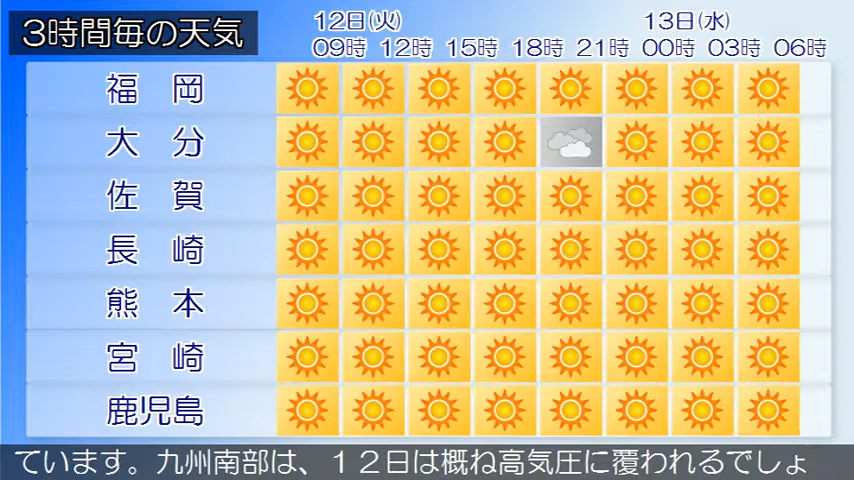 3時間毎の天気
12日(火) 13日(水)
09時 12時 15時 18時 21時 00時 03時 06時
福岡
大分
佐賀
長崎
熊本
宮崎
鹿児島
ています。九州南部は、１２日は概ね高気圧に覆われるでしょ